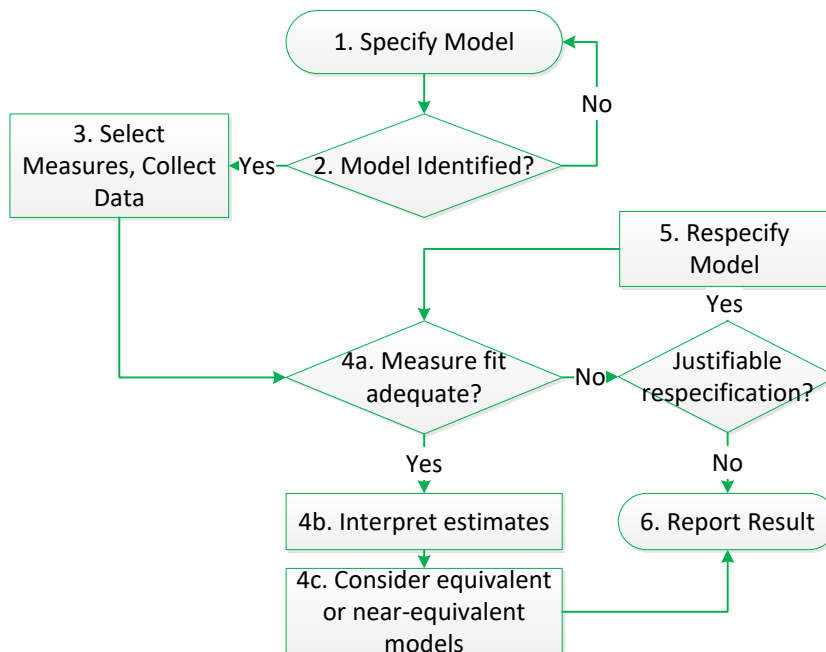 1. Specify Model
No
3. Select
Measures, Collect
Data
Yes
2. Model Identified?
5. Respecify
Model
Yes
4a. Measure fit
adequate?
No
Justifiable
respecification?
Yes
No
4b. Interpret estimates
6. Report Result
4c. Consider equivalent
or near-equivalent
models